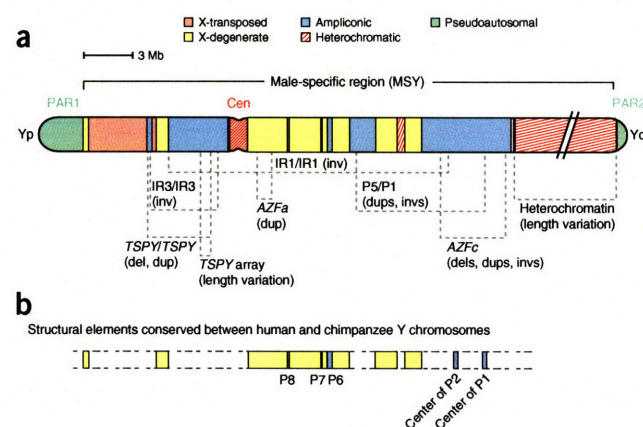 a
X-transposed
Ampliconic
Pseudoautosomal
X-degenerate
Heterochromatic
3 Mb
Male-specific region (MSY)
PAR1
Cen
PAR2
Yp
Yq
IR1/IR1 (inv)
IR3/IR3
(inv)
P5/P1
(dups, invs)
AZFa
(dup)
Heterochromatin
(length variation)
TSPY/TSPY
(del, dup)
AZFc
(dels, dups, invs)
TSPY array
(length variation)
b
Structural elements conserved between human and chimpanzee Y chromosomes
P8 P7 P6
Center of P2
Center of P1